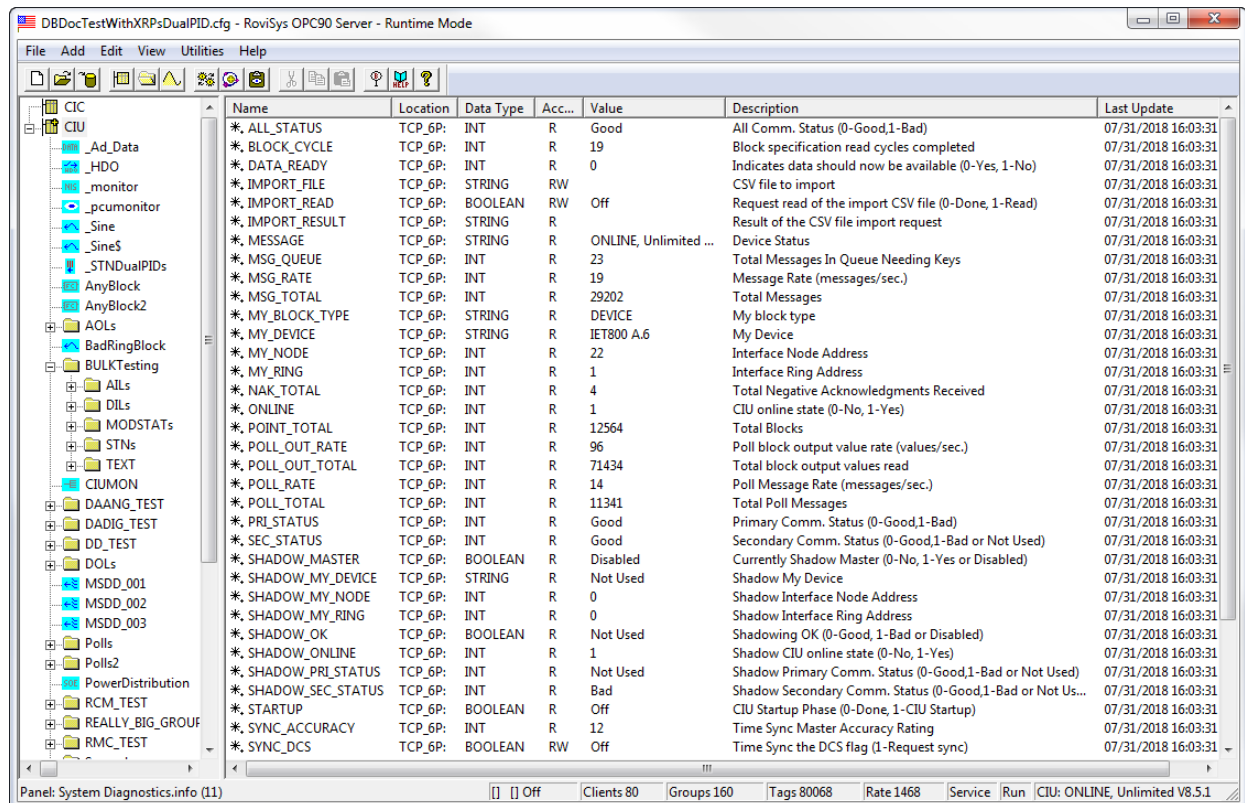 DBDocTestWithXRPsDualPID.cfg - RoviSys OPC90 Server - Runtime Mode
File Add Edit View Utilities Help
HELP
CIC
CIU
_Ad_Data
_HDO
_monitor
_pcumonitor
_Sine
_Sine$
_STNDualPIDs
AnyBlock
AnyBlock2
AOLs
BadRingBlock
BULKTesting
AILs
DILs
MODSTATs
STNs
TEXT
CIUMON
DAANG_TEST
DADIG_TEST
DD_TEST
DOLs
MSDD_001
MSDD_002
MSDD_003
Polls
Polls2
PowerDistribution
RCM_TEST
REALLY_BIG_GROUP
RMC_TEST
Name Location Data Type Acc... Value Description Last Update
ALL_STATUS TCP_6P: INT R Good All Comm. Status (0-Good,1-Bad) 07/31/2018 16:03:31
BLOCK_CYCLE TCP_6P: INT R 19 Block specification read cycles completed 07/31/2018 16:03:31
DATA_READY TCP_6P: INT R 0 Indicates data should now be available (0-Yes, 1-No) 07/31/2018 16:03:31
IMPORT_FILE TCP_6P: STRING RW CSV file to import 07/31/2018 16:03:31
IMPORT_READ TCP_6P: BOOLEAN RW Off Request read of the import CSV file (0-Done, 1-Read) 07/31/2018 16:03:31
IMPORT_RESULT TCP_6P: STRING R Result of the CSV file import request 07/31/2018 16:03:31
MESSAGE TCP_6P: STRING R ONLINE, Unlimited ... Device Status 07/31/2018 16:03:31
MSG_QUEUE TCP_6P: INT R 23 Total Messages In Queue Needing Keys 07/31/2018 16:03:31
MSG_RATE TCP_6P: INT R 19 Message Rate (messages/sec.) 07/31/2018 16:03:31
MSG_TOTAL TCP_6P: INT R 29202 Total Messages 07/31/2018 16:03:31
MY_BLOCK_TYPE TCP_6P: STRING R DEVICE My block type 07/31/2018 16:03:31
MY_DEVICE TCP_6P: STRING R IET800 A.6 My Device 07/31/2018 16:03:31
MY_NODE TCP_6P: INT R 22 Interface Node Address 07/31/2018 16:03:31
MY_RING TCP_6P: INT R 1 Interface Ring Address 07/31/2018 16:03:31
NAK_TOTAL TCP_6P: INT R 4 Total Negative Acknowledgments Received 07/31/2018 16:03:31
ONLINE TCP_6P: INT R 1 CIU online state (0-No, 1-Yes) 07/31/2018 16:03:31
POINT_TOTAL TCP_6P: INT R 12564 Total Blocks 07/31/2018 16:03:31
POLL_OUT_RATE TCP_6P: INT R 96 Poll block output value rate (values/sec.) 07/31/2018 16:03:31
POLL_OUT_TOTAL TCP_6P: INT R 71434 Total block output values read 07/31/2018 16:03:31
POLL_RATE TCP_6P: INT R 14 Poll Message Rate (messages/sec.) 07/31/2018 16:03:31
POLL_TOTAL TCP_6P: INT R 11341 Total Poll Messages 07/31/2018 16:03:31
PRI_STATUS TCP_6P: INT R Good Primary Comm. Status (0-Good,1-Bad) 07/31/2018 16:03:31
SEC_STATUS TCP_6P: INT R Good Secondary Comm. Status (0-Good,1-Bad or Not Used) 07/31/2018 16:03:31
SHADOW_MASTER TCP_6P: BOOLEAN R Disabled Currently Shadow Master (0-No, 1-Yes or Disabled) 07/31/2018 16:03:31
SHADOW_MY_DEVICE TCP_6P: STRING R Not Used Shadow My Device 07/31/2018 16:03:31
SHADOW_MY_NODE TCP_6P: INT R 0 Shadow Interface Node Address 07/31/2018 16:03:31
SHADOW_MY_RING TCP_6P: INT R 0 Shadow Interface Ring Address 07/31/2018 16:03:31
SHADOW_OK TCP_6P: BOOLEAN R Not Used Shadowing OK (0-Good, 1-Bad or Disabled) 07/31/2018 16:03:31
SHADOW_ONLINE TCP_6P: INT R 1 Shadow CIU online state (0-No, 1-Yes) 07/31/2018 16:03:31
SHADOW_PRI_STATUS TCP_6P: INT R Not Used Shadow Primary Comm. Status (0-Good,1-Bad or Not Used) 07/31/2018 16:03:31
SHADOW_SEC_STATUS TCP_6P: INT R Bad Shadow Secondary Comm. Status (0-Good,1-Bad or Not Us... 07/31/2018 16:03:31
STARTUP TCP_6P: BOOLEAN R Off CIU Startup Phase (0-Done, 1-CIU Startup) 07/31/2018 16:03:31
SYNC_ACCURACY TCP_6P: INT R 12 Time Sync Master Accuracy Rating 07/31/2018 16:03:31
SYNC_DCS TCP_6P: BOOLEAN RW Off Time Sync the DCS flag (1-Request sync) 07/31/2018 16:03:31
Panel: System Diagnostics.info (11) [] [] Off Clients 80 Groups 160 Tags 80068 Rate 1468 Service Run CIU: ONLINE, Unlimited V8.5.1